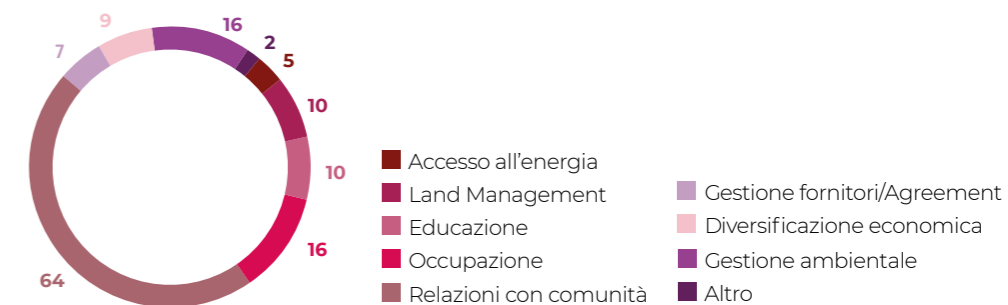 9
16
2
5
7
10
10
16
64
Accesso all'energia
Land Management
Educazione
Occupazione
Relazioni con comunità
Gestione fornitori/Agreement
Diversificazione economica
Gestione ambientale
Altro